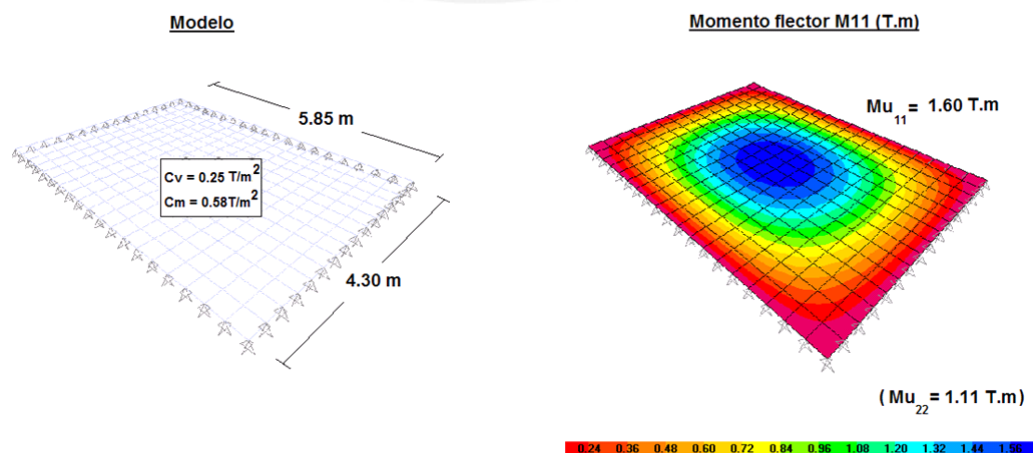 Modelo
5.85 m
Cv = 0.25 T/m²
Cm = 0.58T/m²
4.30 m
Momento flector M11 (T.m)
Mu₁₁= 1.60 T.m
( Mu₂₂= 1.11 T.m)
0.24 0.36 0.48 0.60 0.72 0.84 0.96 1.08 1.20 1.32 1.44 1.56